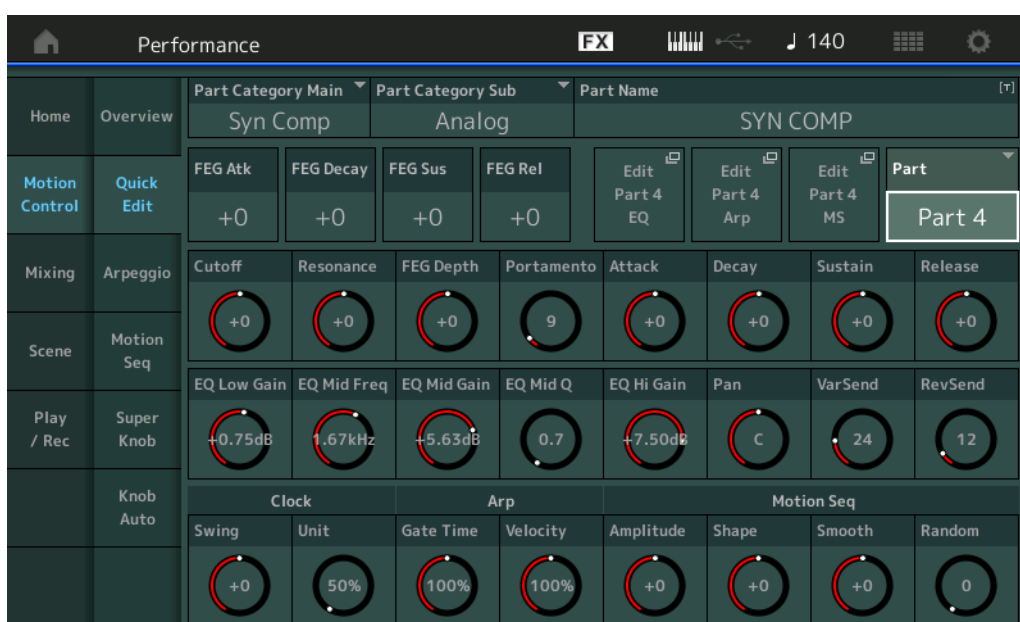 Performance
FX
140
Home
Overview
Part Category Main
Part Category Sub
Part Name
[T]
Syn Comp
Analog
SYN COMP
Motion
Control
Quick
Edit
FEG Atk
FEG Decay
FEG Sus
FEG Rel
+0
+0
+0
+0
Edit
Part 4
EQ
Edit
Part 4
Arp
Edit
Part 4
MS
Part
Part 4
Mixing
Arpeggio
Cutoff
Resonance
FEG Depth
Portamento
Attack
Decay
Sustain
Release
+0
+0
+0
9
+0
+0
+0
+0
Scene
Motion
Seq
EQ Low Gain
EQ Mid Freq
EQ Mid Gain
EQ Mid Q
EQ Hi Gain
Pan
VarSend
RevSend
+0.75dB
1.67kHz
+5.63dB
0.7
+7.50dB
C
24
12
Play
/ Rec
Super
Knob
Knob
Auto
Clock
Arp
Motion Seq
Swing
Unit
Gate Time
Velocity
Amplitude
Shape
Smooth
Random
+0
50%
100%
100%
+0
+0
+0
0